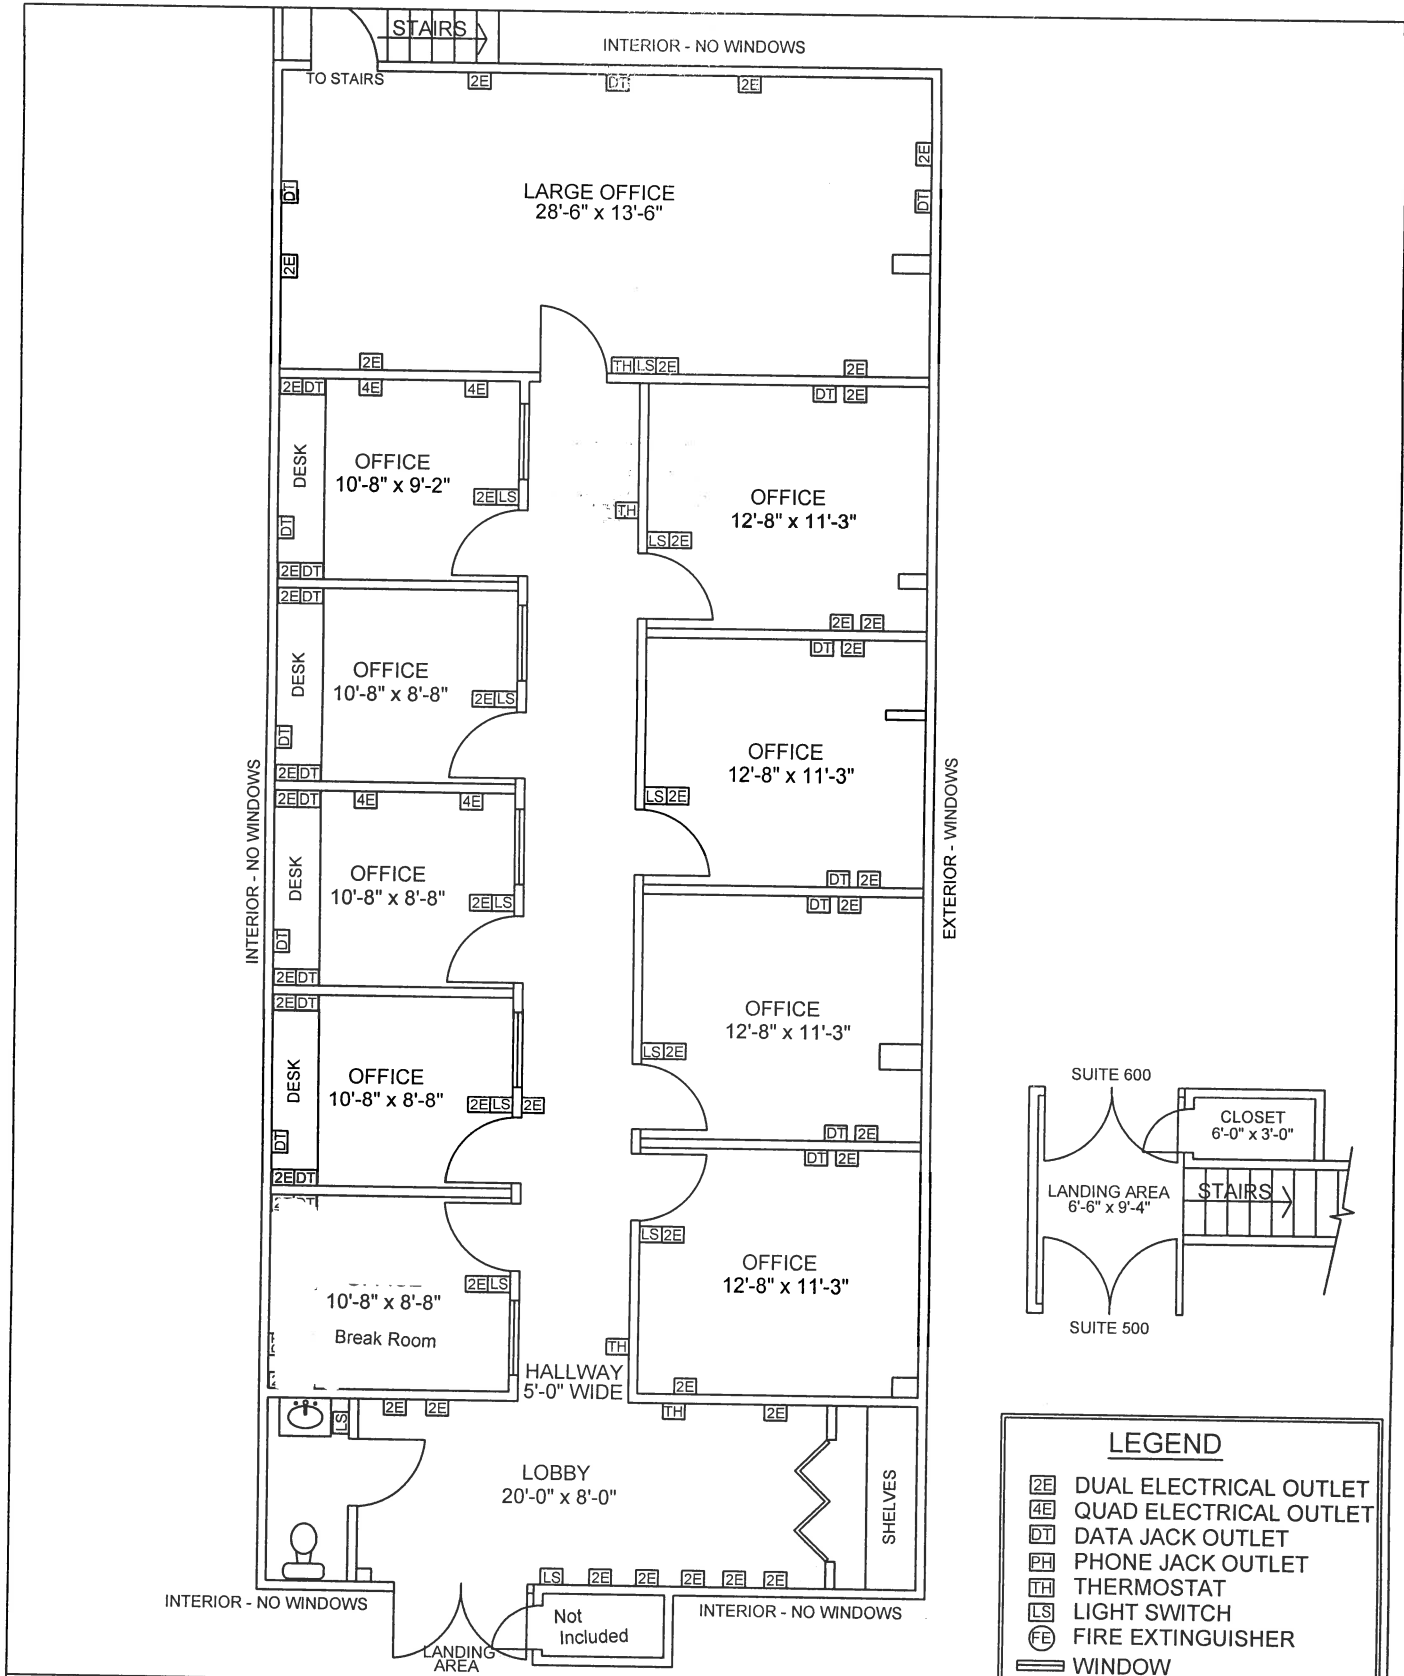 STAIRS
INTERIOR - NO WINDOWS
TO STAIRS
2E
DT
2E
2E
DT
LARGE OFFICE
28'-6" x 13'-6"
DT
2E
2E
TH LS 2E
2E
2E DT
4E
4E
DT
2E
DESK
OFFICE
10'-8" x 9'-2"
2E LS
TH
OFFICE
12'-8" x 11'-3"
DT
LS 2E
2E DT
2E DT
2E
2E
DT
2E
DESK
OFFICE
10'-8" x 8'-8"
2E LS
DT
OFFICE
12'-8" x 11'-3"
2E DT
2E DT
4E
4E
LS 2E
INTERIOR - NO WINDOWS
EXTERIOR - WINDOWS
DESK
OFFICE
10'-8" x 8'-8"
2E LS
DT
2E
DT
2E
DT
2E DT
2E DT
OFFICE
12'-8" x 11'-3"
LS 2E
DESK
OFFICE
10'-8" x 8'-8"
2E LS
2E
DT
2E DT
DT
2E
DT
2E
LS 2E
OFFICE
12'-8" x 11'-3"
2E LS
10'-8" x 8'-8"
Break Room
TH
HALLWAY
5'-0" WIDE
2E
LS
2E
2E
TH
2E
LOBBY
20'-0" x 8'-0"
SHELVES
LS
2E
2E
2E
2E
2E
INTERIOR - NO WINDOWS
INTERIOR - NO WINDOWS
Not
Included
LANDING
AREA
SUITE 600
CLOSET
6'-0" x 3'-0"
LANDING AREA
6'-6" x 9'-4"
STAIRS
SUITE 500
LEGEND
2E DUAL ELECTRICAL OUTLET
4E QUAD ELECTRICAL OUTLET
DT DATA JACK OUTLET
PH PHONE JACK OUTLET
TH THERMOSTAT
LS LIGHT SWITCH
FE FIRE EXTINGUISHER
WINDOW